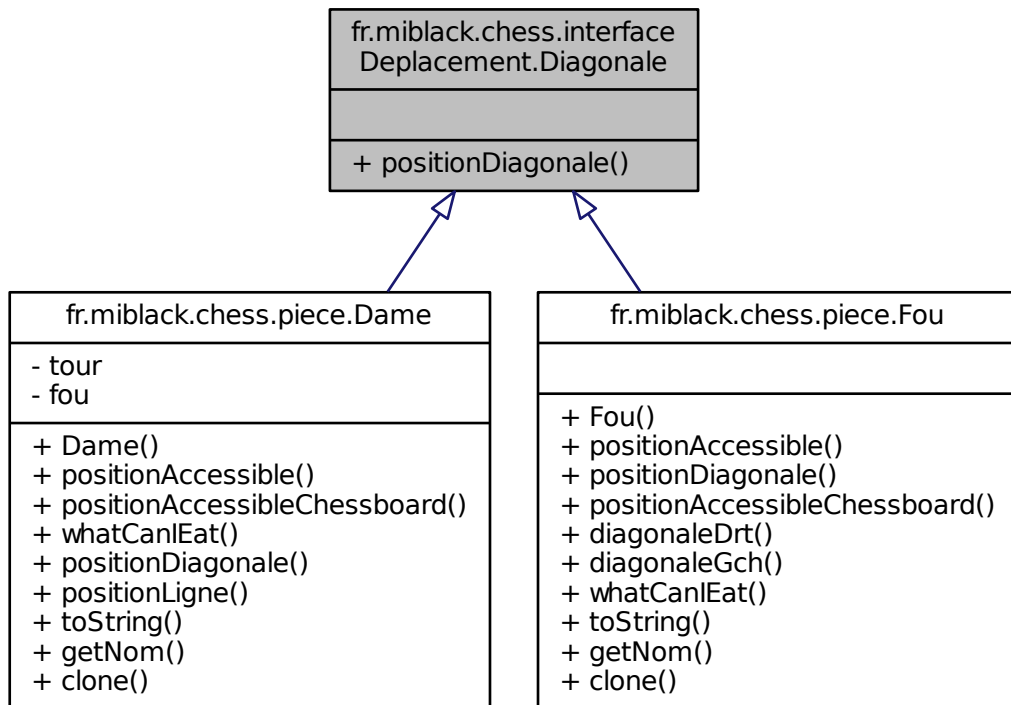 fr.miblack.chess.interface
Deplacement.Diagonale
+ positionDiagonale()
fr.miblack.chess.piece.Dame
- tour
- fou
+ Dame()
+ positionAccessible()
+ positionAccessibleChessboard()
+ whatCanIEat()
+ positionDiagonale()
+ positionLigne()
+ toString()
+ getNom()
+ clone()
fr.miblack.chess.piece.Fou
+ Fou()
+ positionAccessible()
+ positionDiagonale()
+ positionAccessibleChessboard()
+ diagonaleDrt()
+ diagonaleGch()
+ whatCanIEat()
+ toString()
+ getNom()
+ clone()